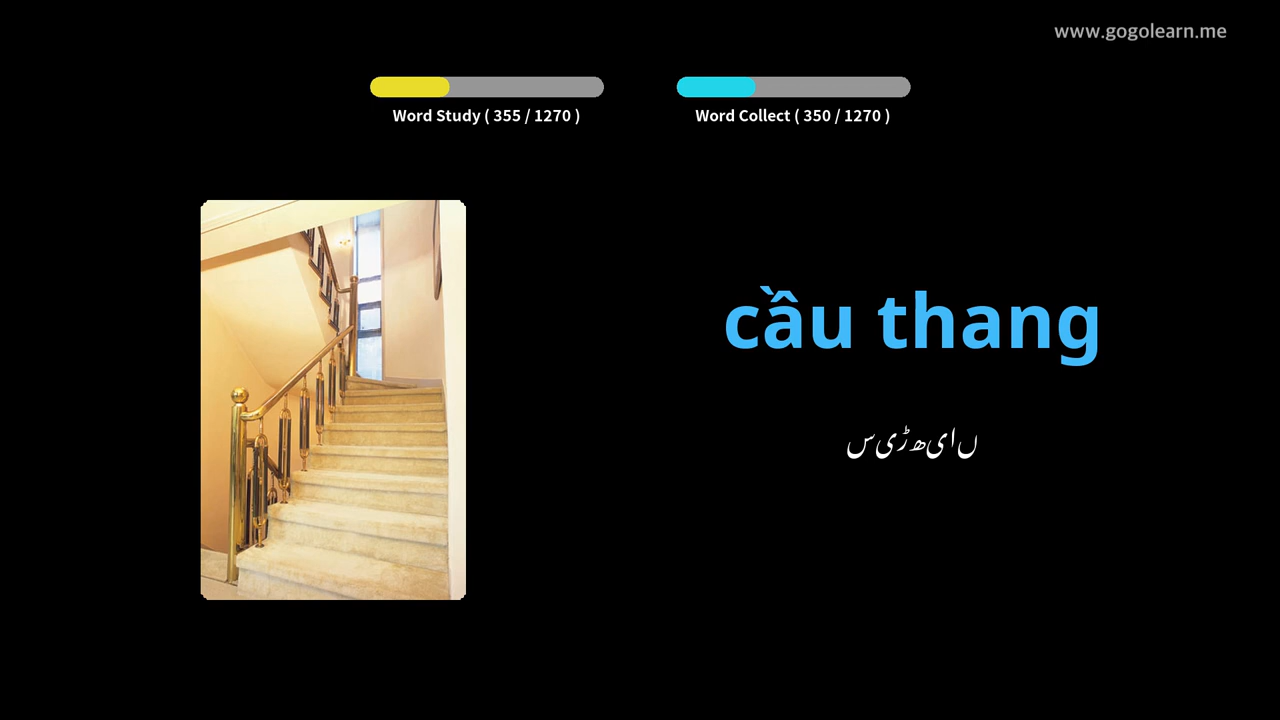 www.gogolearn.me
Word Study ( 355 / 1270 )
Word Collect ( 350 / 1270 )
cầu thang
سیڑھیاں